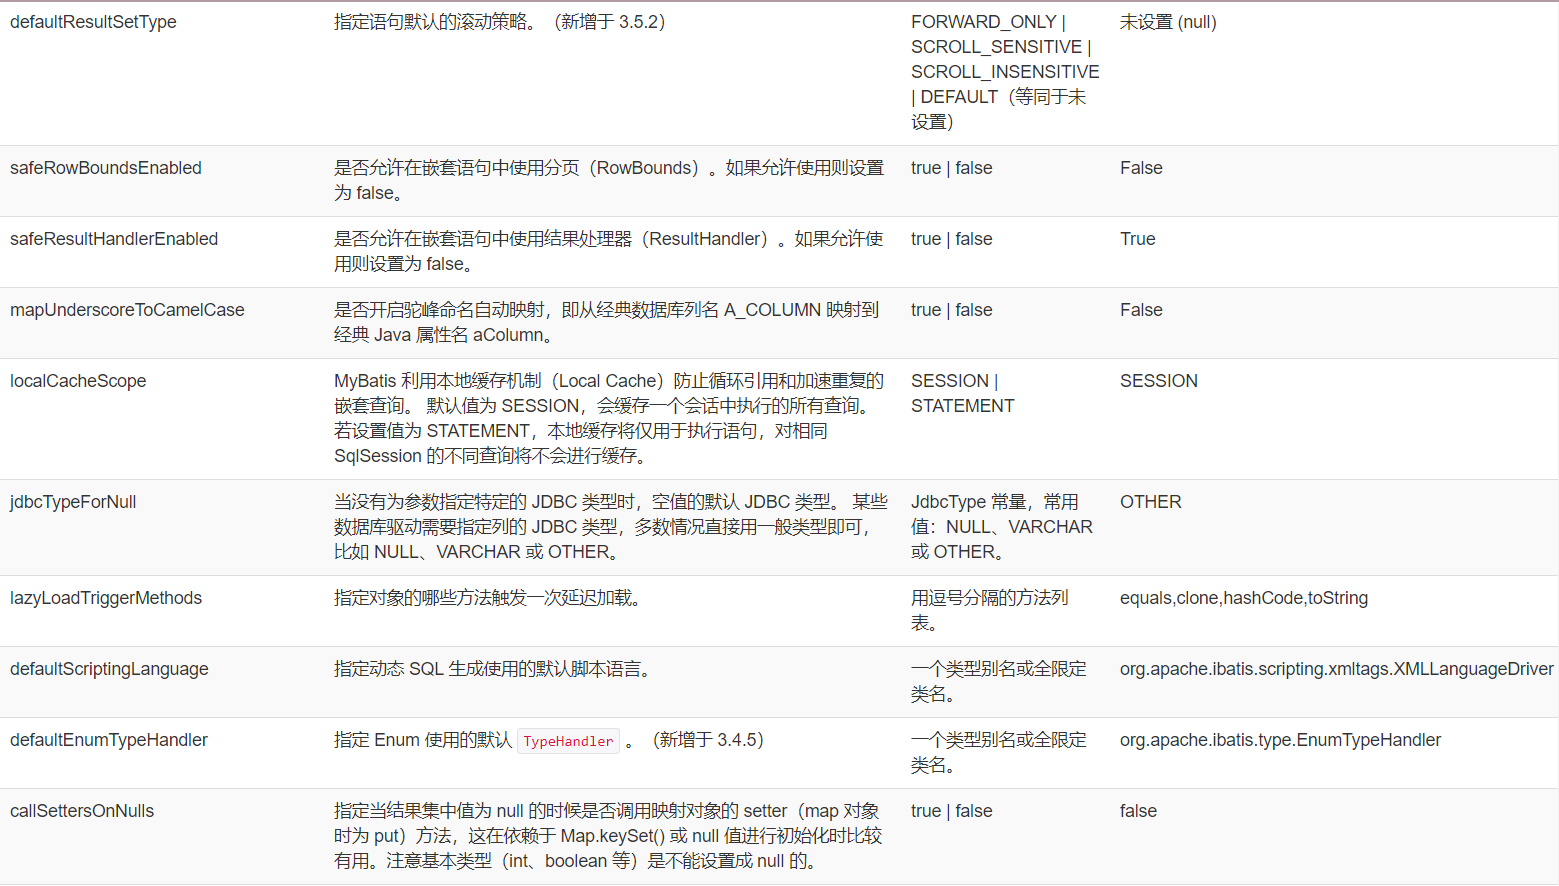 defaultResultSetType
指定语句默认的滚动策略。（新增于 3.5.2）
FORWARD_ONLY |
SCROLL_SENSITIVE |
SCROLL_INSENSITIVE
| DEFAULT（等同于未
设置）
未设置 (null)
safeRowBoundsEnabled
是否允许在嵌套语句中使用分页（RowBounds）。如果允许使用则设置
为 false。
true | false
False
safeResultHandlerEnabled
是否允许在嵌套语句中使用结果处理器（ResultHandler）。如果允许使
用则设置为 false。
true | false
True
mapUnderscoreToCamelCase
是否开启驼峰命名自动映射，即从经典数据库列名 A_COLUMN 映射到
经典 Java 属性名 aColumn。
true | false
False
localCacheScope
MyBatis 利用本地缓存机制（Local Cache）防止循环引用和加速重复的
嵌套查询。 默认值为 SESSION，会缓存一个会话中执行的所有查询。
若设置值为 STATEMENT，本地缓存将仅用于执行语句，对相同
SqlSession 的不同查询将不会进行缓存。
SESSION |
STATEMENT
SESSION
jdbcTypeForNull
当没有为参数指定特定的 JDBC 类型时，空值的默认 JDBC 类型。 某些
数据库驱动需要指定列的 JDBC 类型，多数情况直接用一般类型即可，
比如 NULL、VARCHAR 或 OTHER。
JdbcType 常量，常用
值：NULL、VARCHAR
或 OTHER。
OTHER
lazyLoadTriggerMethods
指定对象的哪些方法触发一次延迟加载。
用逗号分隔的方法列
表。
equals,clone,hashCode,toString
defaultScriptingLanguage
指定动态 SQL 生成使用的默认脚本语言。
一个类型别名或全限定
类名。
org.apache.ibatis.scripting.xmltags.XMLLanguageDriver
defaultEnumTypeHandler
指定 Enum 使用的默认 TypeHandler 。（新增于 3.4.5）
一个类型别名或全限定
类名。
org.apache.ibatis.type.EnumTypeHandler
callSettersOnNulls
指定当结果集中值为 null 的时候是否调用映射对象的 setter（map 对象
时为 put）方法，这在依赖于 Map.keySet() 或 null 值进行初始化时比较
有用。注意基本类型（int、boolean 等）是不能设置成 null 的。
true | false
false